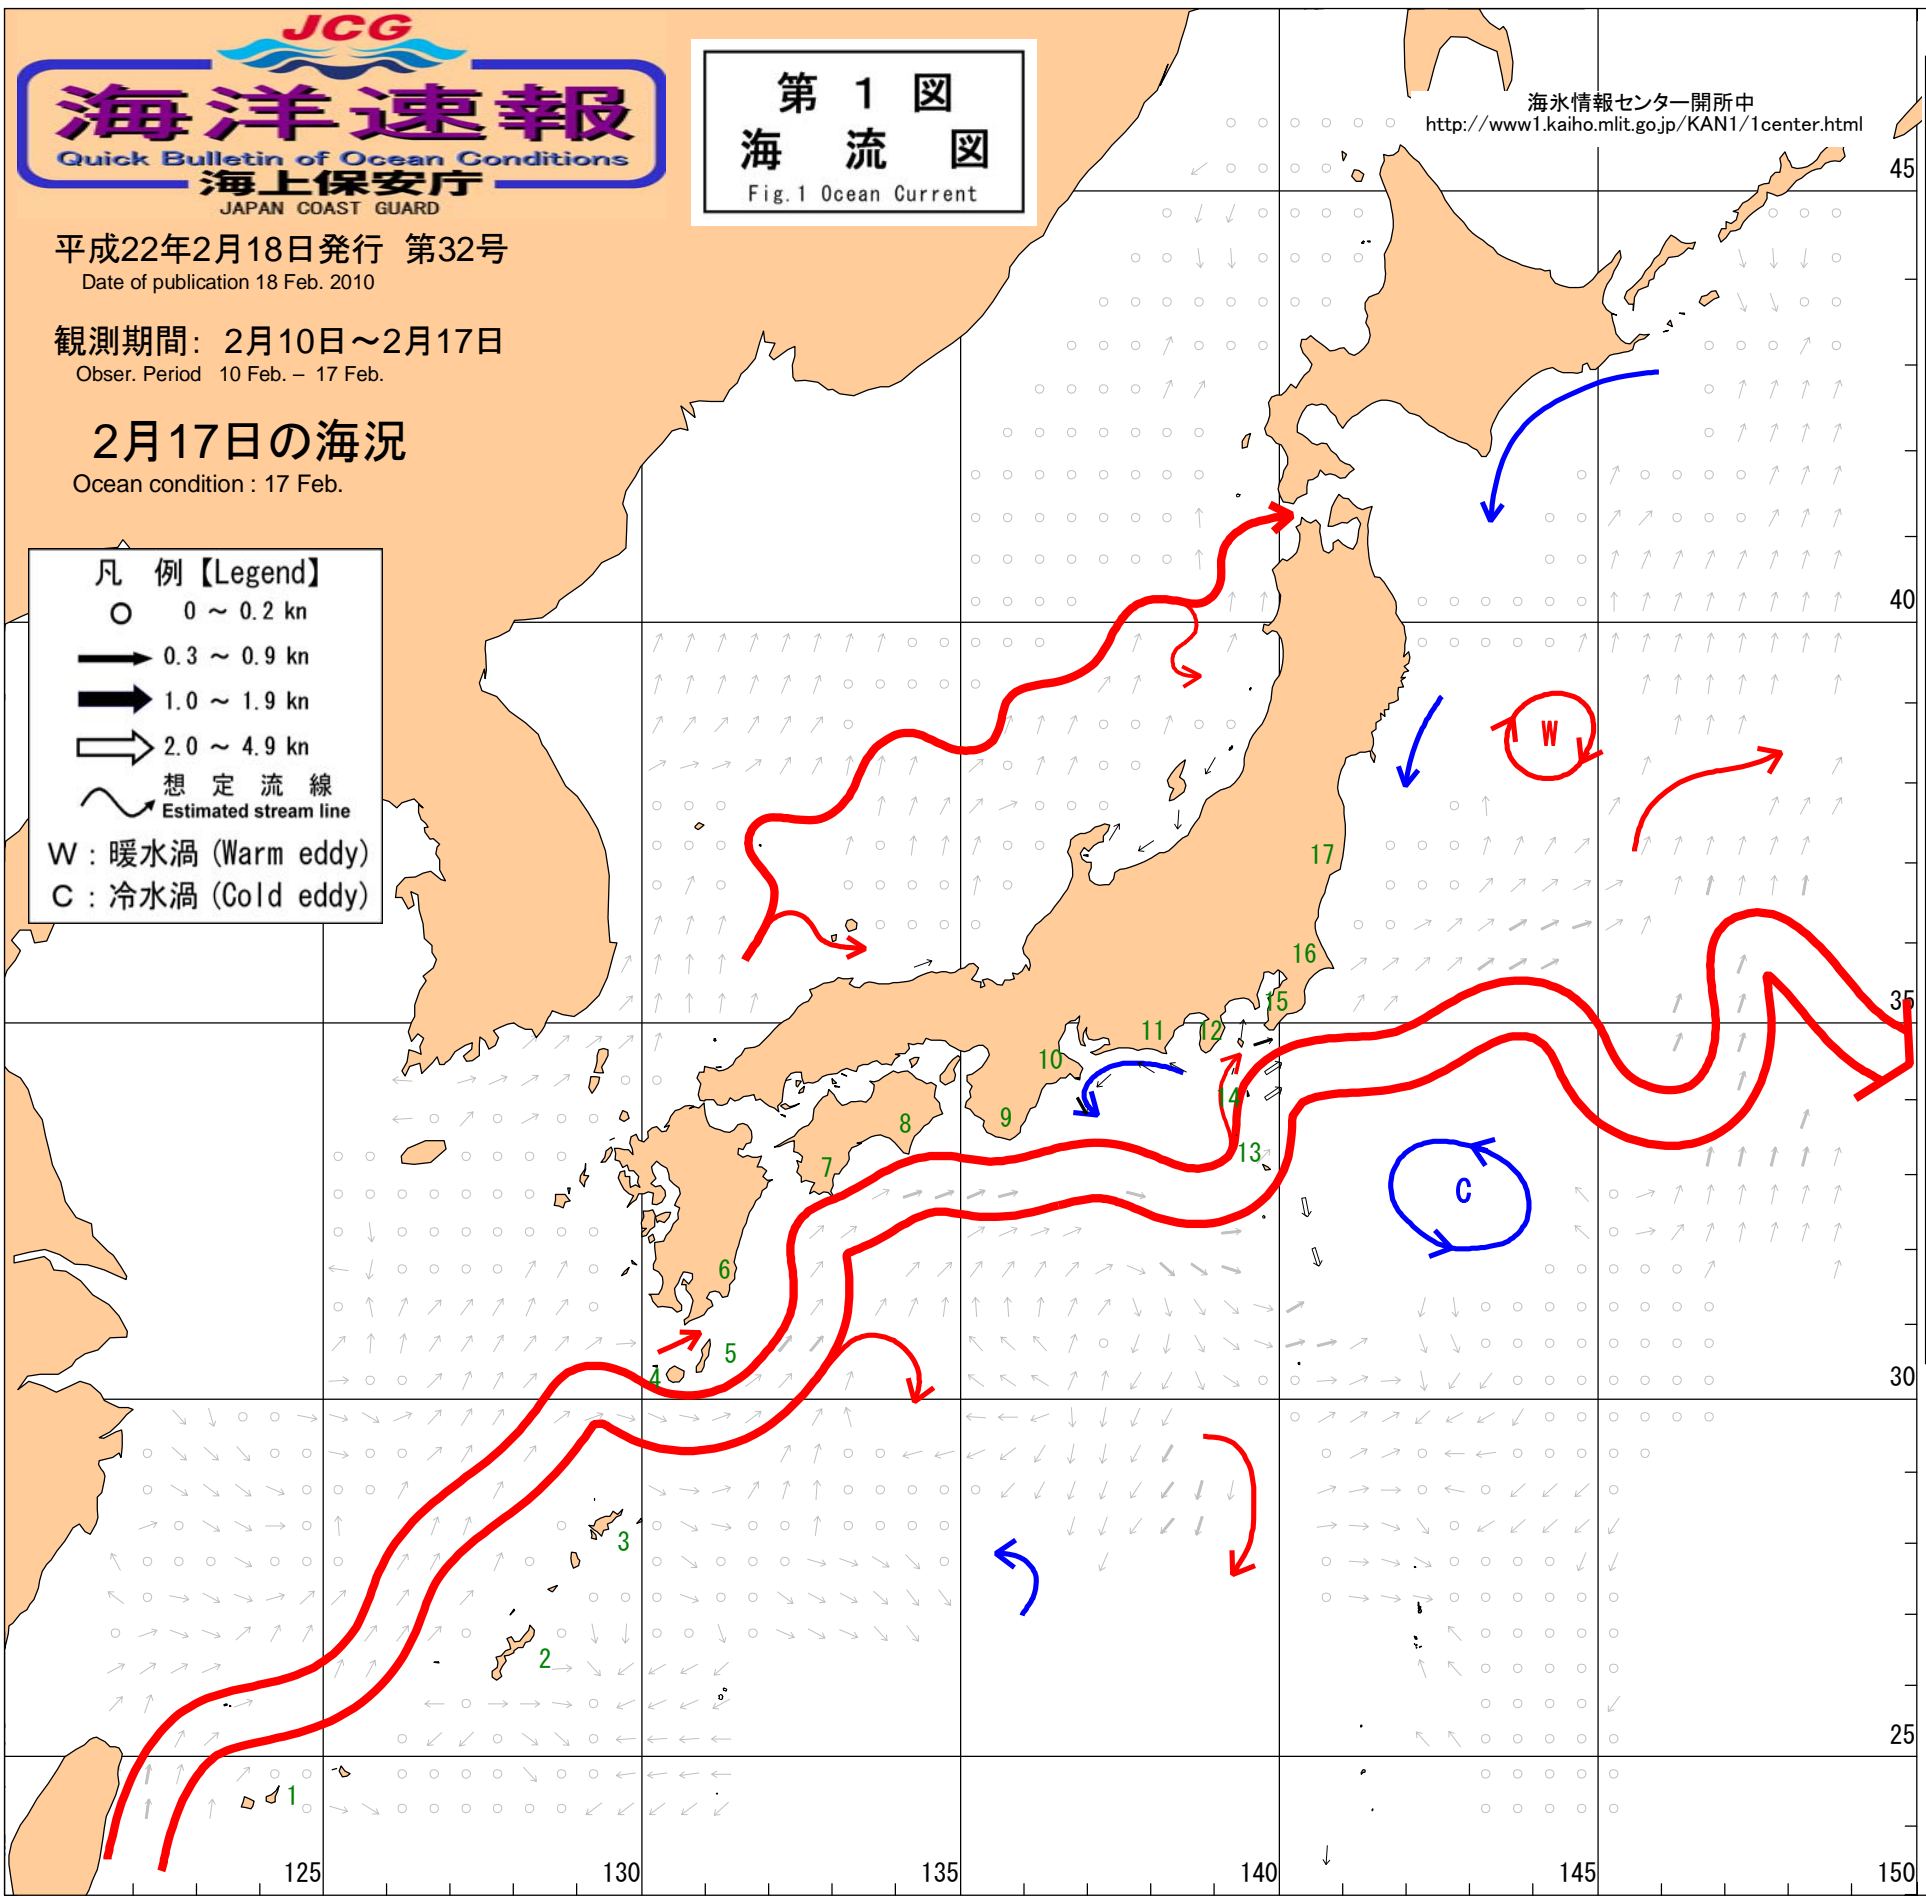 JCG
海洋速報
Quick Bulletin of Ocean Conditions
海上保安庁
JAPAN COAST GUARD
第 1 図
海 流 図
Fig.1 Ocean Current
海氷情報センター開所中
http://www1.kaiho.mlit.go.jp/KAN1/1center.html
平成22年2月18日発行 第32号
Date of publication 18 Feb. 2010
観測期間: 2月10日~2月17日
Obser. Period 10 Feb. – 17 Feb.
2月17日の海況
Ocean condition : 17 Feb.
凡 例【Legend】
0 ~ 0.2 kn
0.3 ~ 0.9 kn
1.0 ~ 1.9 kn
2.0 ~ 4.9 kn
想 定 流 線
Estimated stream line
W : 暖水渦 (Warm eddy)
C : 冷水渦 (Cold eddy)
45
40
W
17
16
35
15
12
11
10
14
9
8
13
7
C
6
5
4
30
3
2
25
1
125
130
135
140
145
150